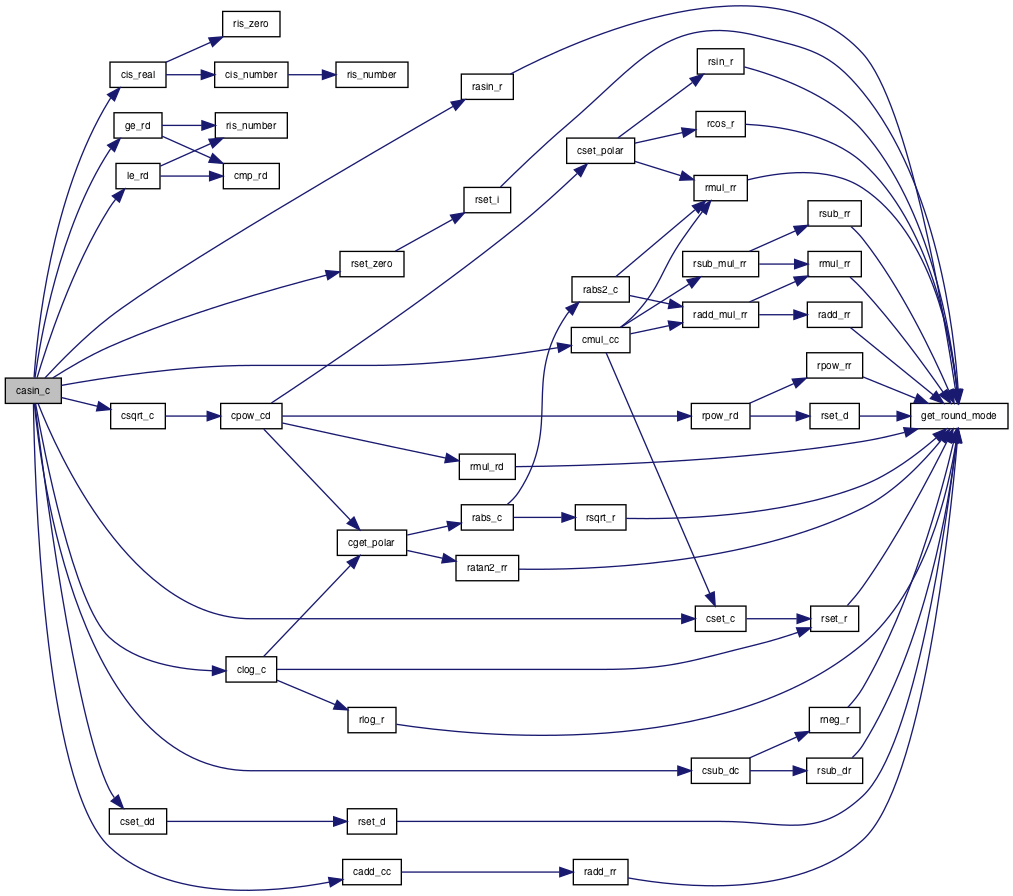 ris_zero
cis_real
cis_number
ris_number
ge_rd
ris_number
le_rd
cmp_rd
rasin_r
rsin_r
rcos_r
cset_polar
rmul_rr
rset_i
rsub_rr
rset_zero
rsub_mul_rr
rmul_rr
rabs2_c
radd_mul_rr
radd_rr
cmul_cc
rpow_rr
casin_c
csqrt_c
cpow_cd
rpow_rd
rset_d
get_round_mode
rmul_rd
rabs_c
rsqrt_r
cget_polar
ratan2_rr
cset_c
rset_r
clog_c
rlog_r
rneg_r
csub_dc
rsub_dr
cset_dd
rset_d
cadd_cc
radd_rr